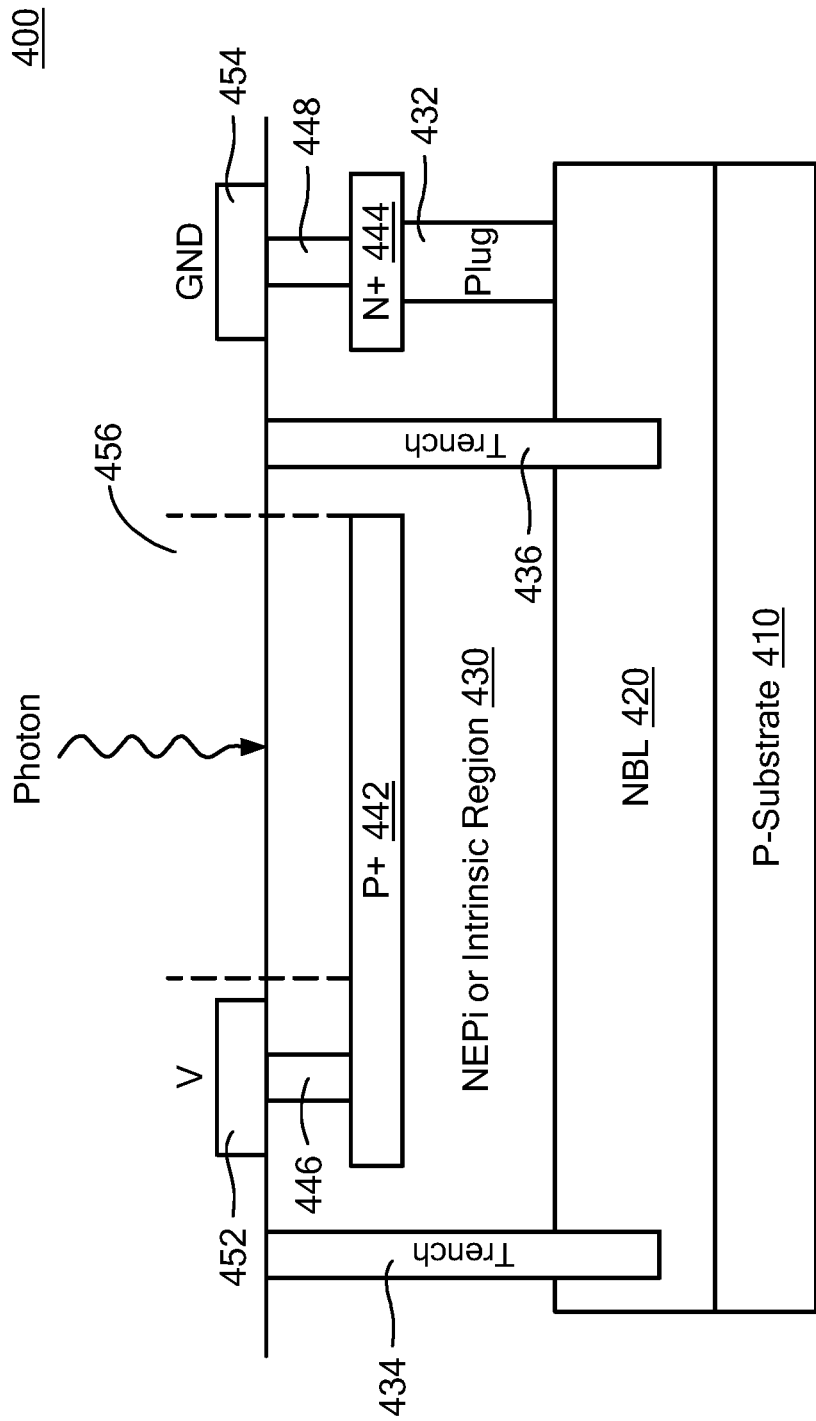 400
Photon
456
V
GND
454
452
446
448
P+ 442
N+ 444
432
Plug
Trench
Trench
434
436
NEPi or Intrinsic Region 430
NBL 420
P-Substrate 410